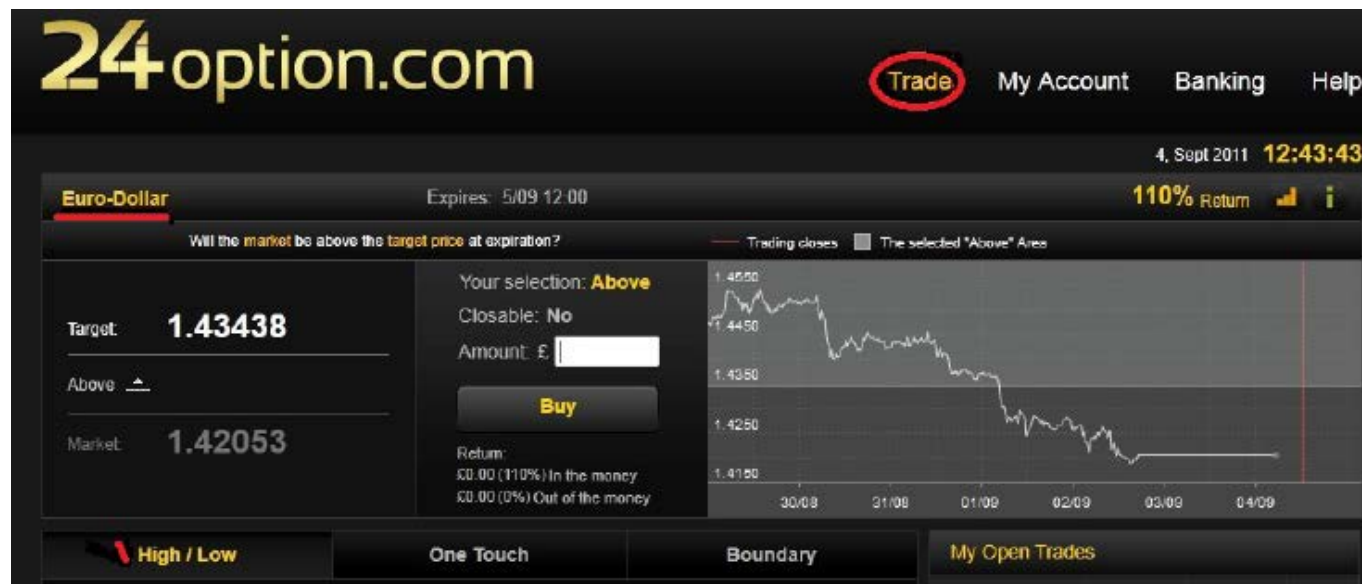 24option.com
Trade My Account Banking Help
4, Sept 2011 12:43:43
Euro-Dollar Expires: 5/09 12:00 110% Return
Will the market be above the target price at expiration? Trading closes The selected "Above" Area
Your selection: Above
Closable: No
Amount: £
Buy
Return:
£0.00 (110%) In the money
£0.00 (0%) Out of the money
Target: 1.43438
Above
Market: 1.42053
1.4550
1.4450
1.4350
1.4250
1.4150
30/08 31/08 01/09 02/09 03/09 04/09
High / Low One Touch Boundary My Open Trades